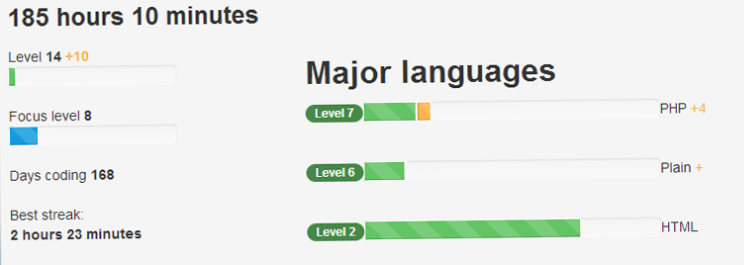 185 hours 10 minutes
Level 14 +10
Focus level 8
Days coding 168
Best streak:
2 hours 23 minutes
Major languages
Level 7 PHP +4
Level 6 Plain +
Level 2 HTML